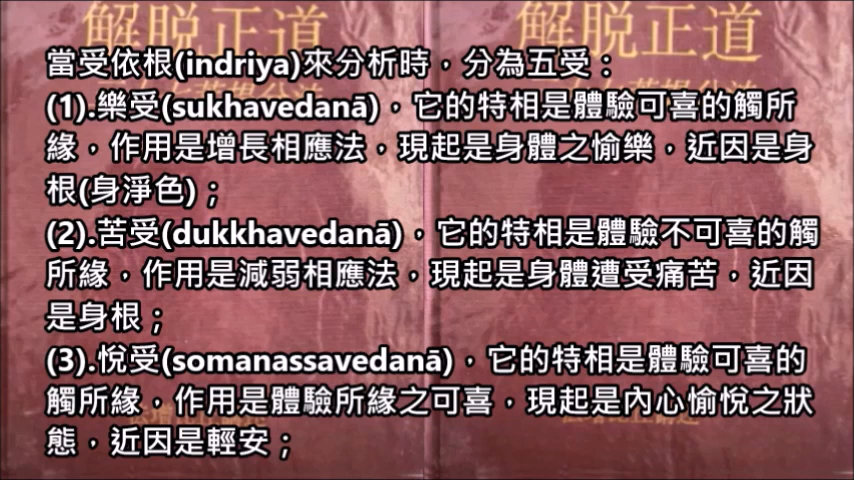 解脱正道
解脱正道
當受依根(indriya)來分析時，分為五受：
(1).樂受(sukhavedanā)，它的特相是體驗可喜的觸所
緣，作用是增長相應法，現起是身體之愉樂，近因是身
根(身淨色)；
(2).苦受(dukkhavedanā)，它的特相是體驗不可喜的觸
所緣，作用是減弱相應法，現起是身體遭受痛苦，近因
是身根；
(3).悅受(somanassavedanā)，它的特相是體驗可喜的
觸所緣，作用是體驗所緣之可喜，現起是內心愉悅之狀
態，近因是輕安；